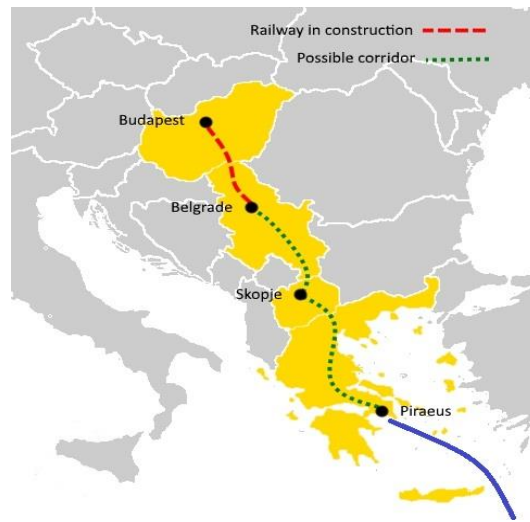 Railway in construction
Possible corridor
Budapest
Belgrade
Skopje
Piraeus